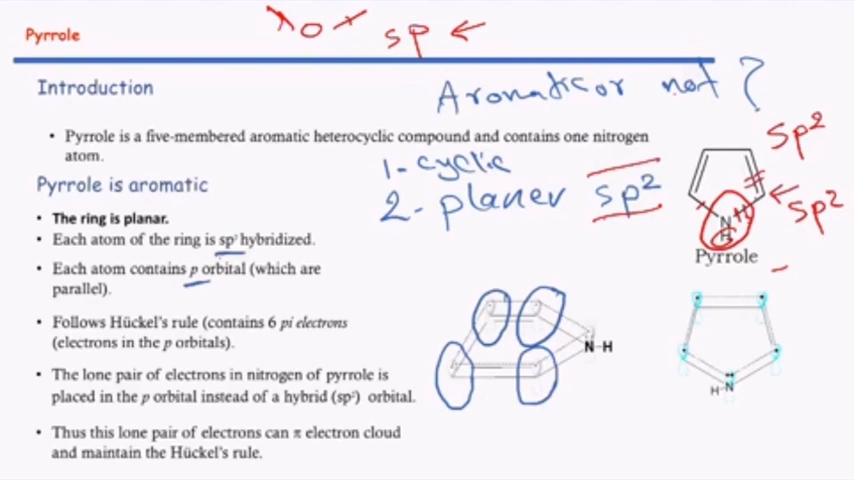 Pyrrole
sp
Introduction
Aromatic or not?
• Pyrrole is a five-membered aromatic heterocyclic compound and contains one nitrogen
atom.
1-cyclic
2- planer sp²
sp²
sp²
N
H
Pyrrole
Pyrrole is aromatic
• The ring is planar.
• Each atom of the ring is sp² hybridized.
• Each atom contains p orbital (which are
parallel).
• Follows Hückel's rule (contains 6 pi electrons
(electrons in the p orbitals).
N-H
H-N
• The lone pair of electrons in nitrogen of pyrrole is
placed in the p orbital instead of a hybrid (sp²) orbital.
• Thus this lone pair of electrons can π electron cloud
and maintain the Hückel's rule.